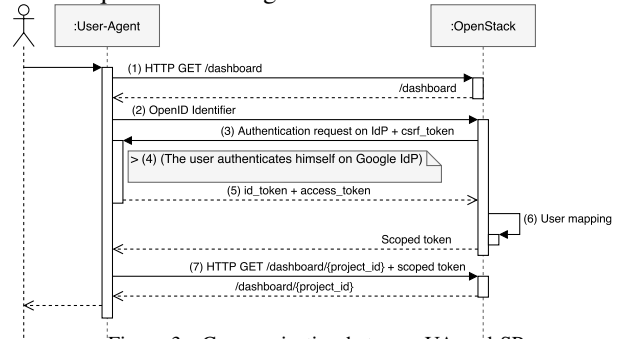 :User-Agent
:OpenStack
(1) HTTP GET /dashboard
/dashboard
(2) OpenID Identifier
(3) Authentication request on IdP + csrf_token
> (4) (The user authenticates himself on Google IdP)
(5) id_token + access_token
(6) User mapping
Scoped token
(7) HTTP GET /dashboard/{project_id} + scoped token
/dashboard/{project_id}